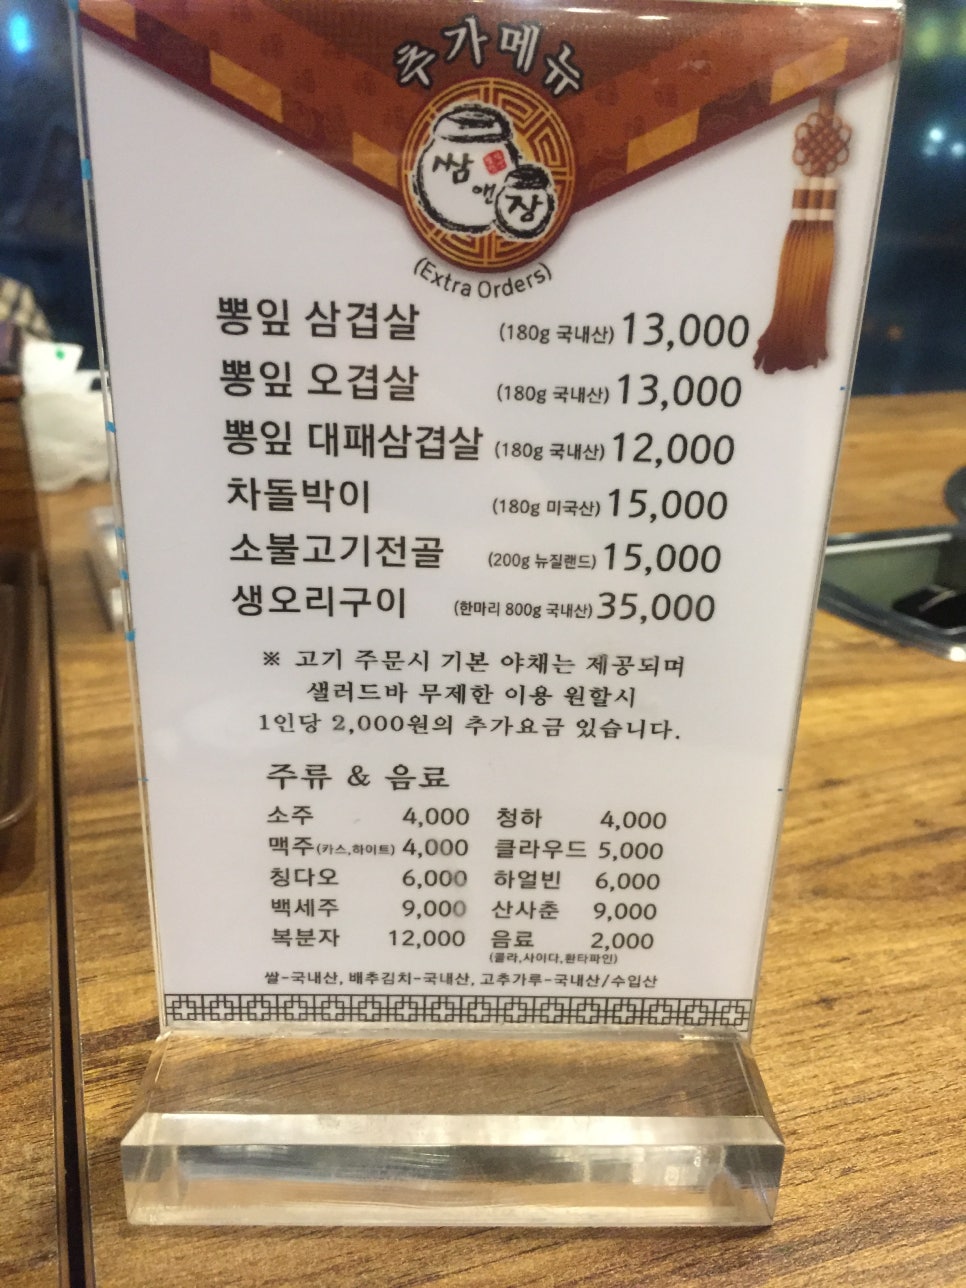 추가메뉴
쌈앤장
(Extra Orders)
뽕잎 삼겹살 (180g 국내산) 13,000
뽕잎 오겹살 (180g 국내산) 13,000
뽕잎 대패삼겹살 (180g 국내산) 12,000
차돌박이 (180g 미국산) 15,000
소불고기전골 (200g 뉴질랜드) 15,000
생오리구이 (한마리 800g 국내산) 35,000
※ 고기 주문시 기본 야채는 제공되며
샐러드바 무제한 이용 원할시
1인당 2,000원의 추가요금 있습니다.
주류 & 음료
소주 4,000 청하 4,000
맥주(카스,하이트) 4,000 클라우드 5,000
칭다오 6,000 하얼빈 6,000
백세주 9,000 산사춘 9,000
복분자 12,000 음료 2,000
(콜라,사이다,환타파인)
쌀-국내산, 배추김치-국내산, 고추가루-국내산/수입산